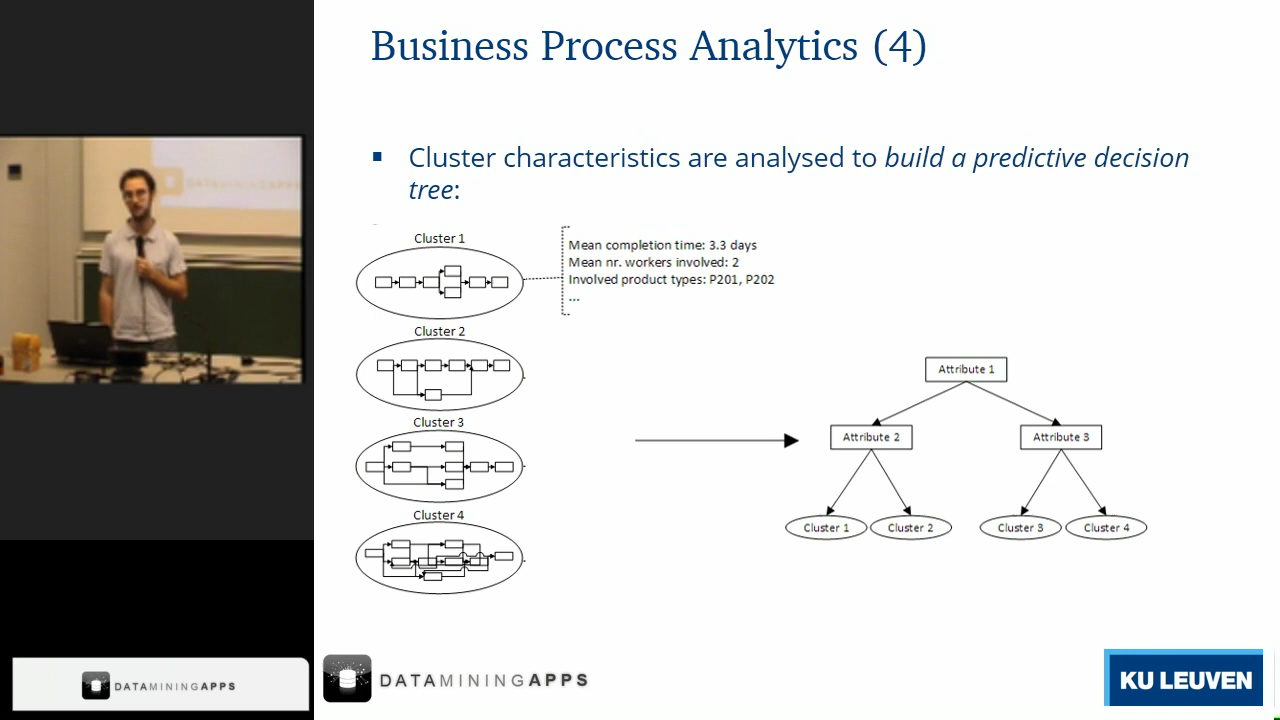 Business Process Analytics (4)
Cluster characteristics are analysed to build a predictive decision
tree:
Cluster 1
Mean completion time: 3.3 days
Mean nr. workers involved: 2
Involved product types: P201, P202
...
Cluster 2
Cluster 3
Cluster 4
Attribute 1
Attribute 2
Attribute 3
Cluster 1
Cluster 2
Cluster 3
Cluster 4
DATAMININGAPPS
DATAMININGAPPS
DATAMININGAPPS
KU LEUVEN